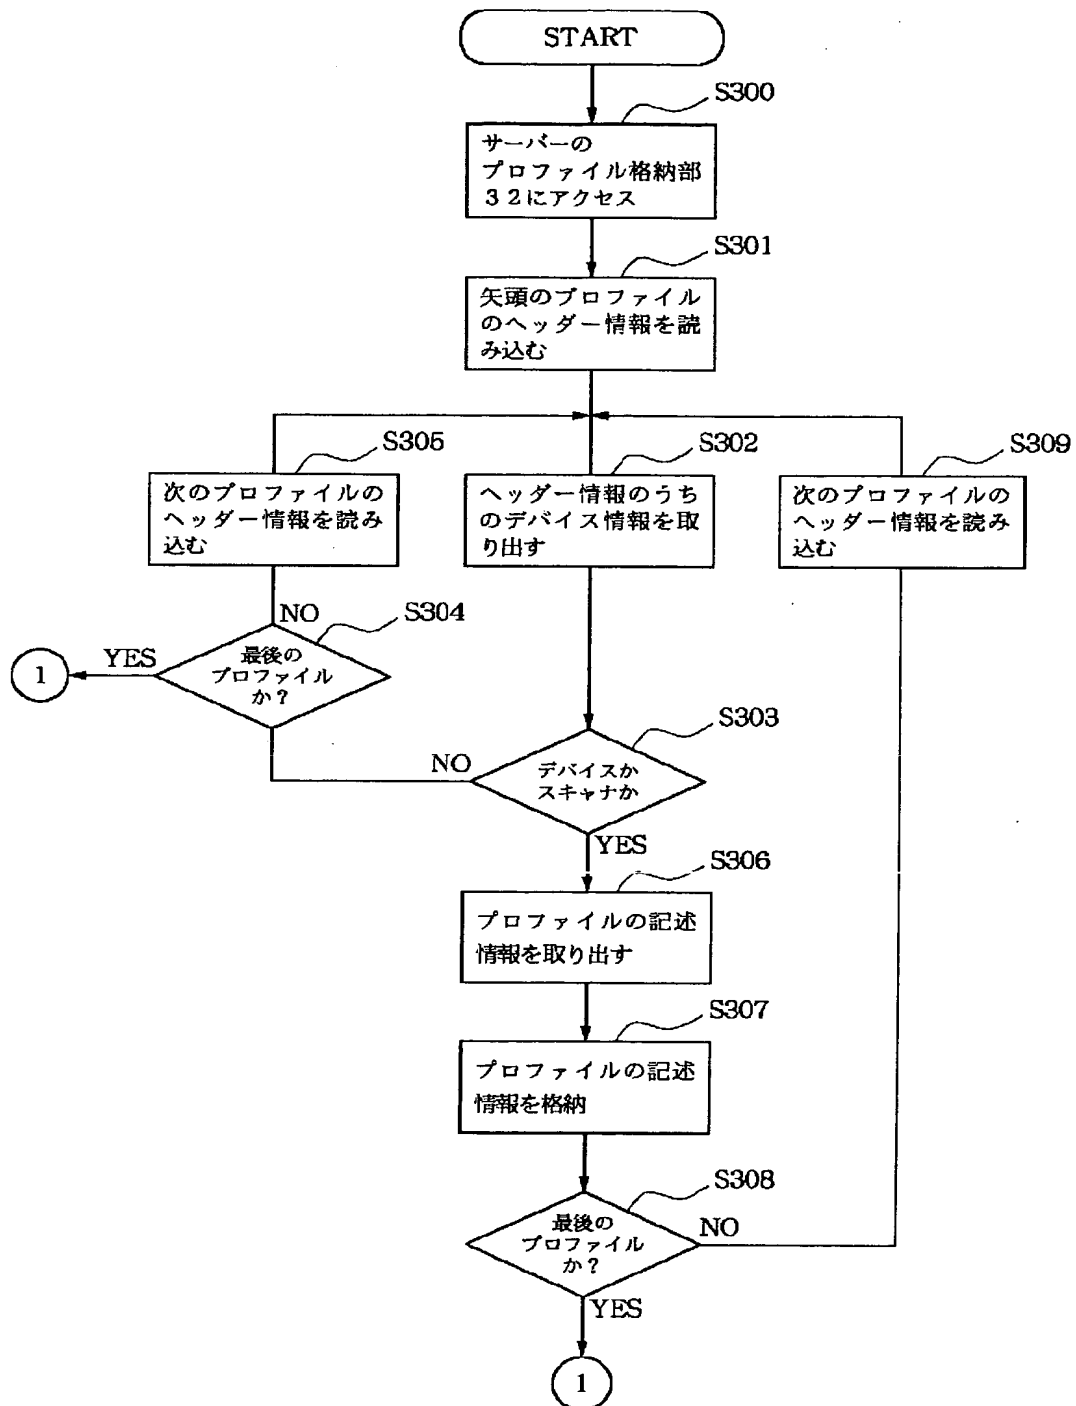 START
S300
サーバーの
プロファイル格納部
32にアクセス
S301
矢頭のプロファイル
のヘッダー情報を読
み込む
S305
次のプロファイルの
ヘッダー情報を読み
込む
S302
ヘッダー情報のうち
のデバイス情報を取
り出す
S309
次のプロファイルの
ヘッダー情報を読み
込む
NO
S304
最後の
プロファイル
か?
YES
1
S303
デバイスか
スキャナか
NO
YES
S306
プロファイルの記述
情報を取り出す
S307
プロファイルの記述
情報を格納
S308
最後の
プロファイル
か?
NO
YES
1